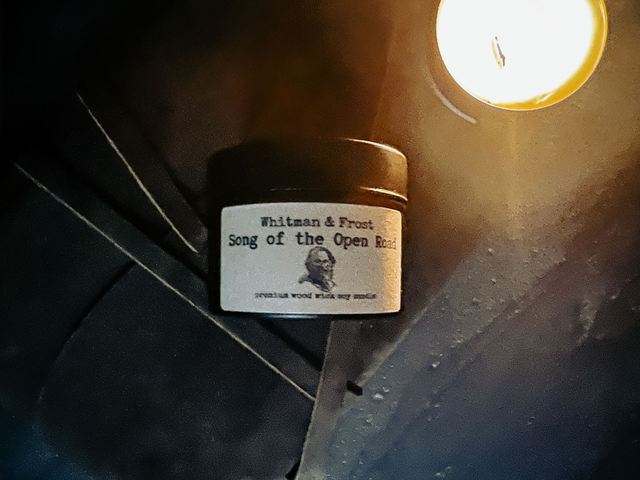 Whitman & Frost
Song of the Open Road
premium wood wick soy candle